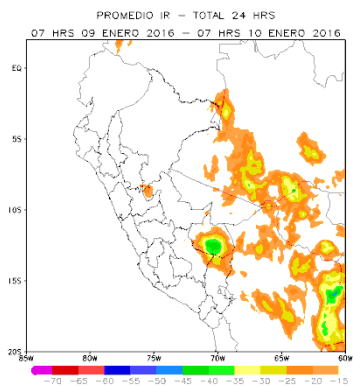 PROMEDIO IR − TOTAL 24 HRS
07 HRS 09 ENERO 2016 − 07 HRS 10 ENERO 2016
EQ
5S
10S
15S
20S
85W 80W 75W 70W 65W 60W
−70 −65 −60 −55 −50 −45 −40 −35 −30 −25 −20 −15